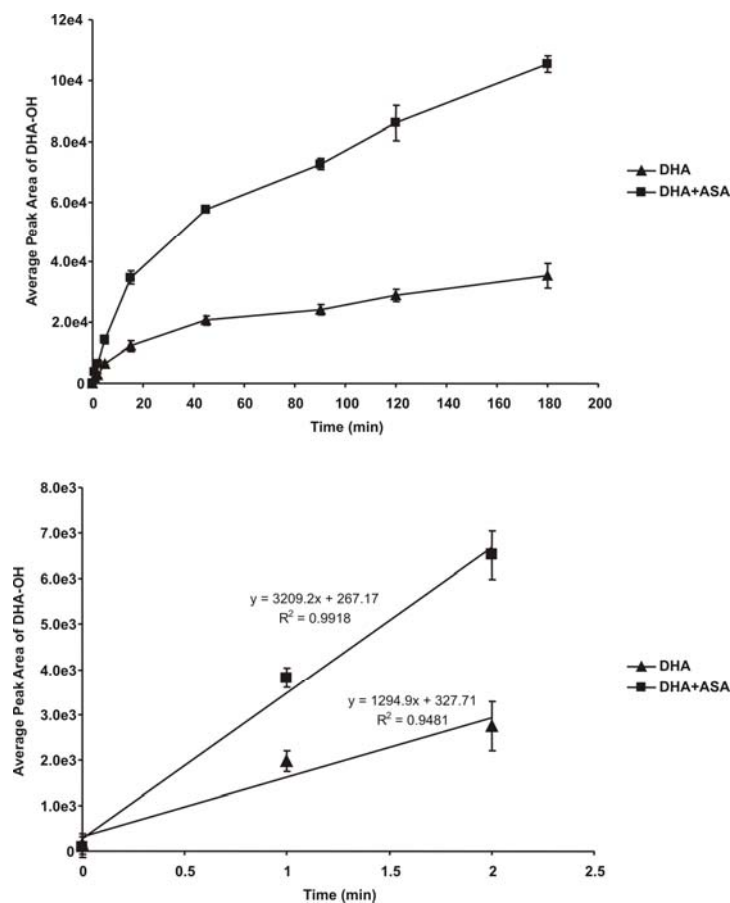 12e4
10e4
8.0e4
6.0e4
4.0e4
2.0e4
0
Average Peak Area of DHA-OH
0 20 40 60 80 100 120 140 160 180 200
Time (min)
DHA
DHA+ASA
8.0e3
7.0e3
6.0e3
5.0e3
4.0e3
3.0e3
2.0e3
1.0e3
0
Average Peak Area of DHA-OH
y = 3209.2x + 267.17
R² = 0.9918
y = 1294.9x + 327.71
R² = 0.9481
0 0.5 1 1.5 2 2.5
Time (min)
DHA
DHA+ASA